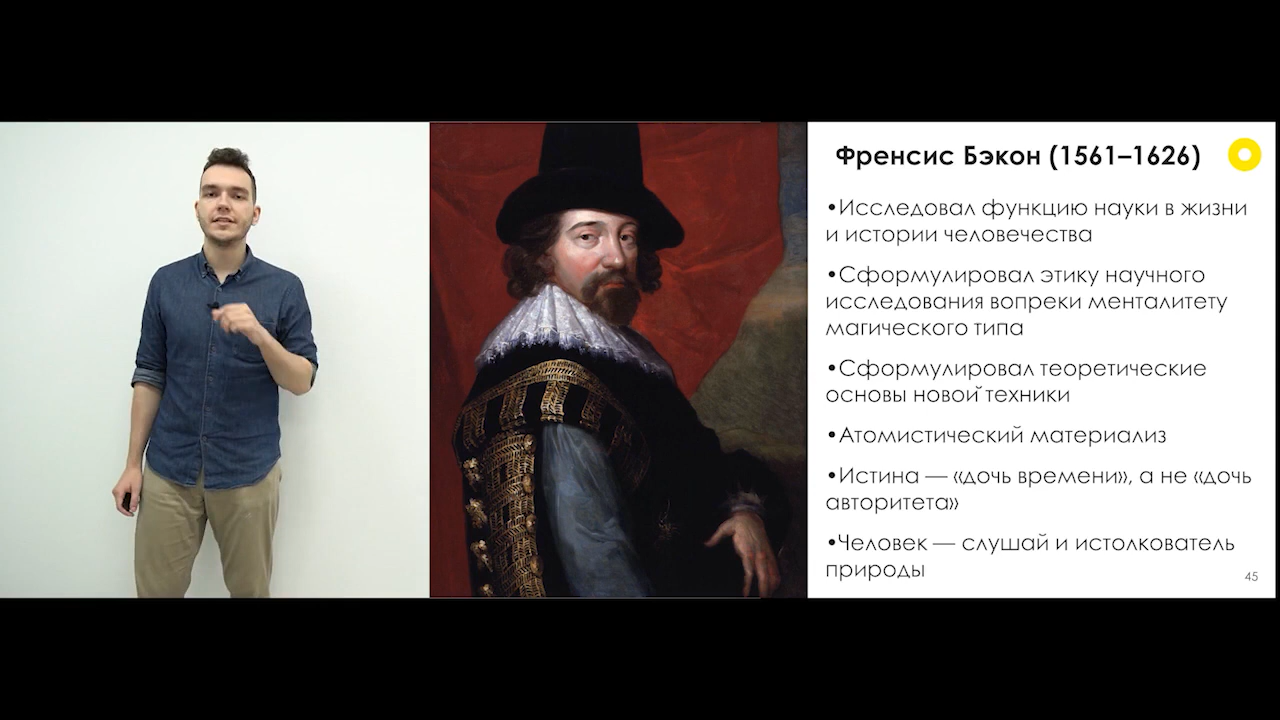 Френсис Бэкон (1561–1626)
•Исследовал функцию науки в жизни
и истории человечества
•Сформулировал этику научного
исследования вопреки менталитету
магического типа
•Сформулировал теоретические
основы новой техники
•Атомистический материализ
•Истина — «дочь времени», а не «дочь
авторитета»
•Человек — слушай и истолкователь
природы
45